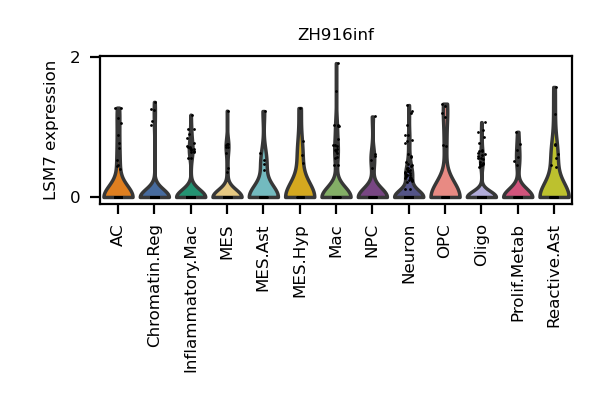 ZH916inf
LSM7 expression
2
0
AC
Chromatin.Reg
Inflammatory.Mac
MES
MES.Ast
MES.Hyp
Mac
NPC
Neuron
OPC
Oligo
Prolif.Metab
Reactive.Ast